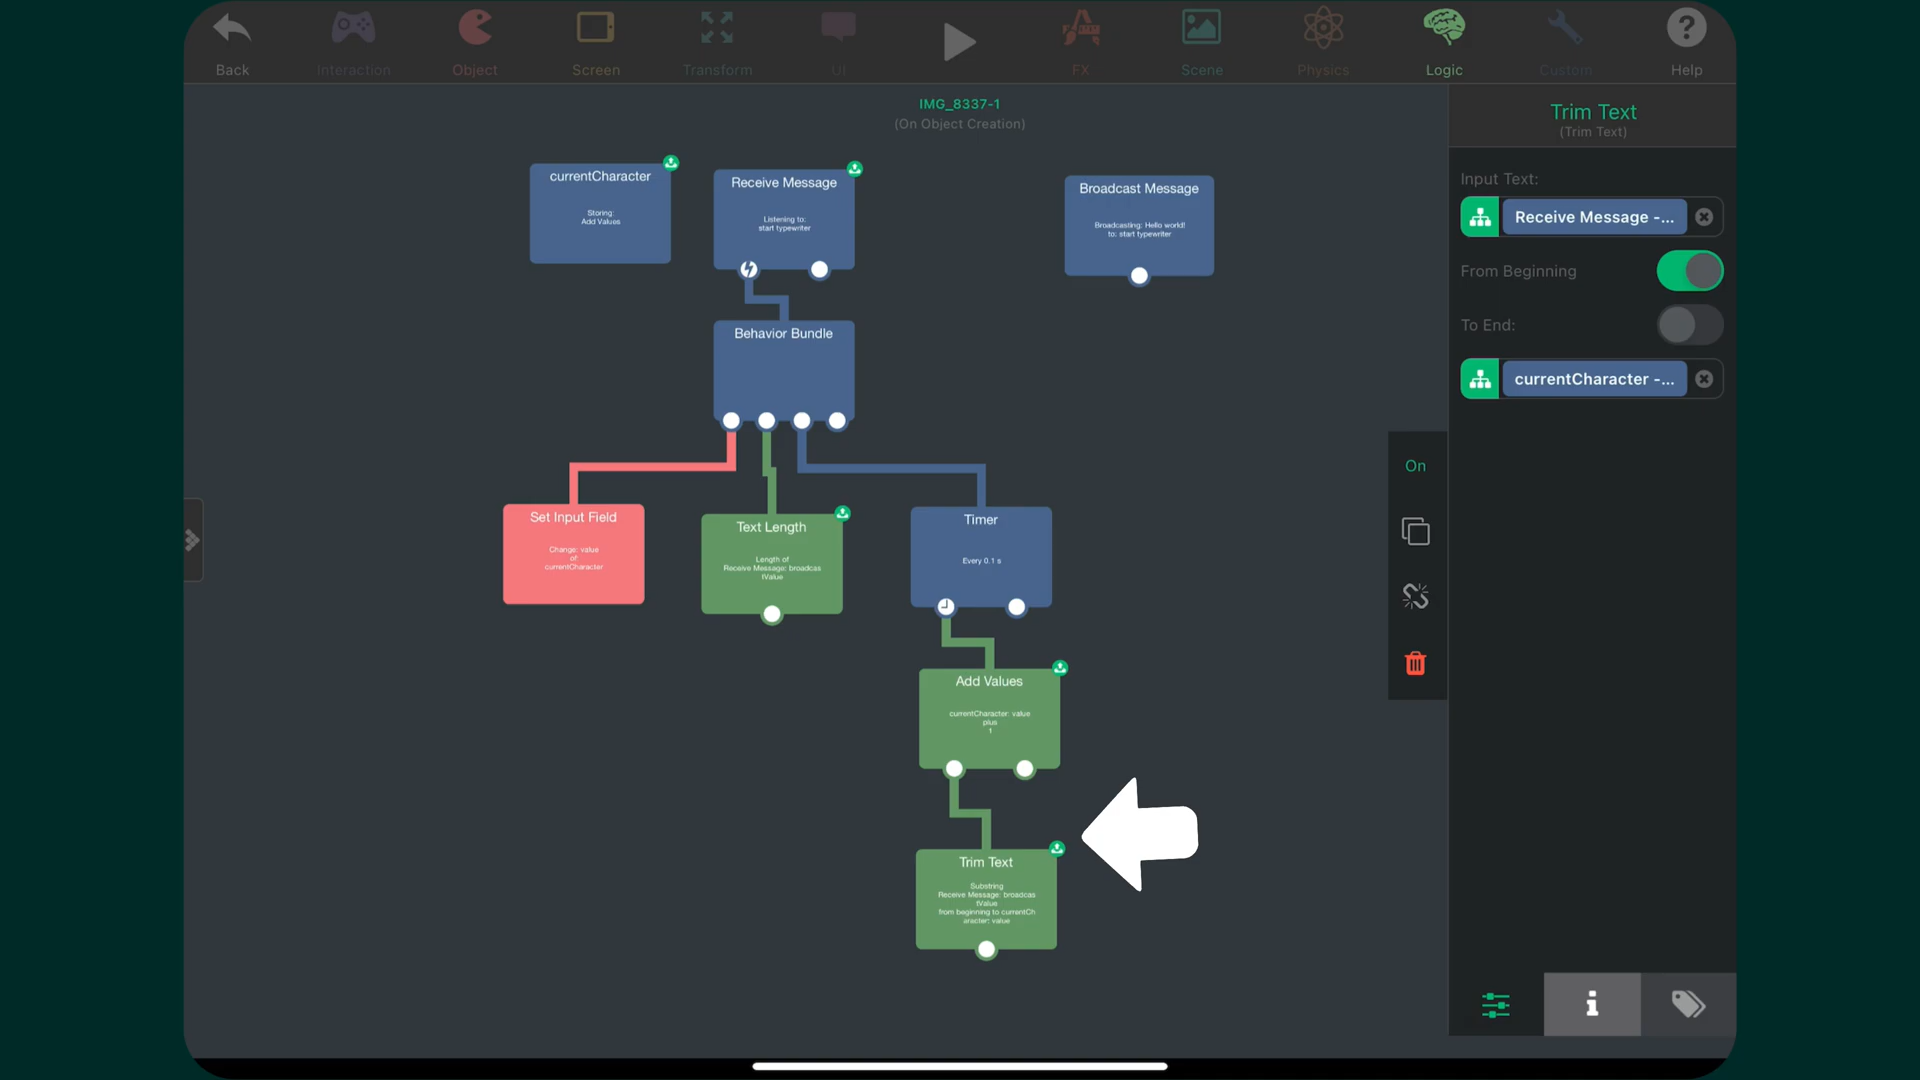 Back
Interaction
Object
Screen
Transform
UI
FX
Scene
Physics
Logic
Custom
Help
IMG_8337-1
(On Object Creation)
currentCharacter
Storing:
Add Values
Receive Message
Listening to:
start typewriter
Broadcast Message
Broadcasting: Hello world!
to: start typewriter
Behavior Bundle
Set Input Field
Change: value
of:
currentCharacter
Text Length
Length of
Receive Message: broadcas
tValue
Timer
Every 0.1 s
Add Values
currentCharacter: value
plus
1
Trim Text
Substring
Receive Message: broadcas
tValue
from beginning to currentCh
aracter: value
Trim Text
(Trim Text)
Input Text:
Receive Message -...
From Beginning
To End:
currentCharacter -...
On